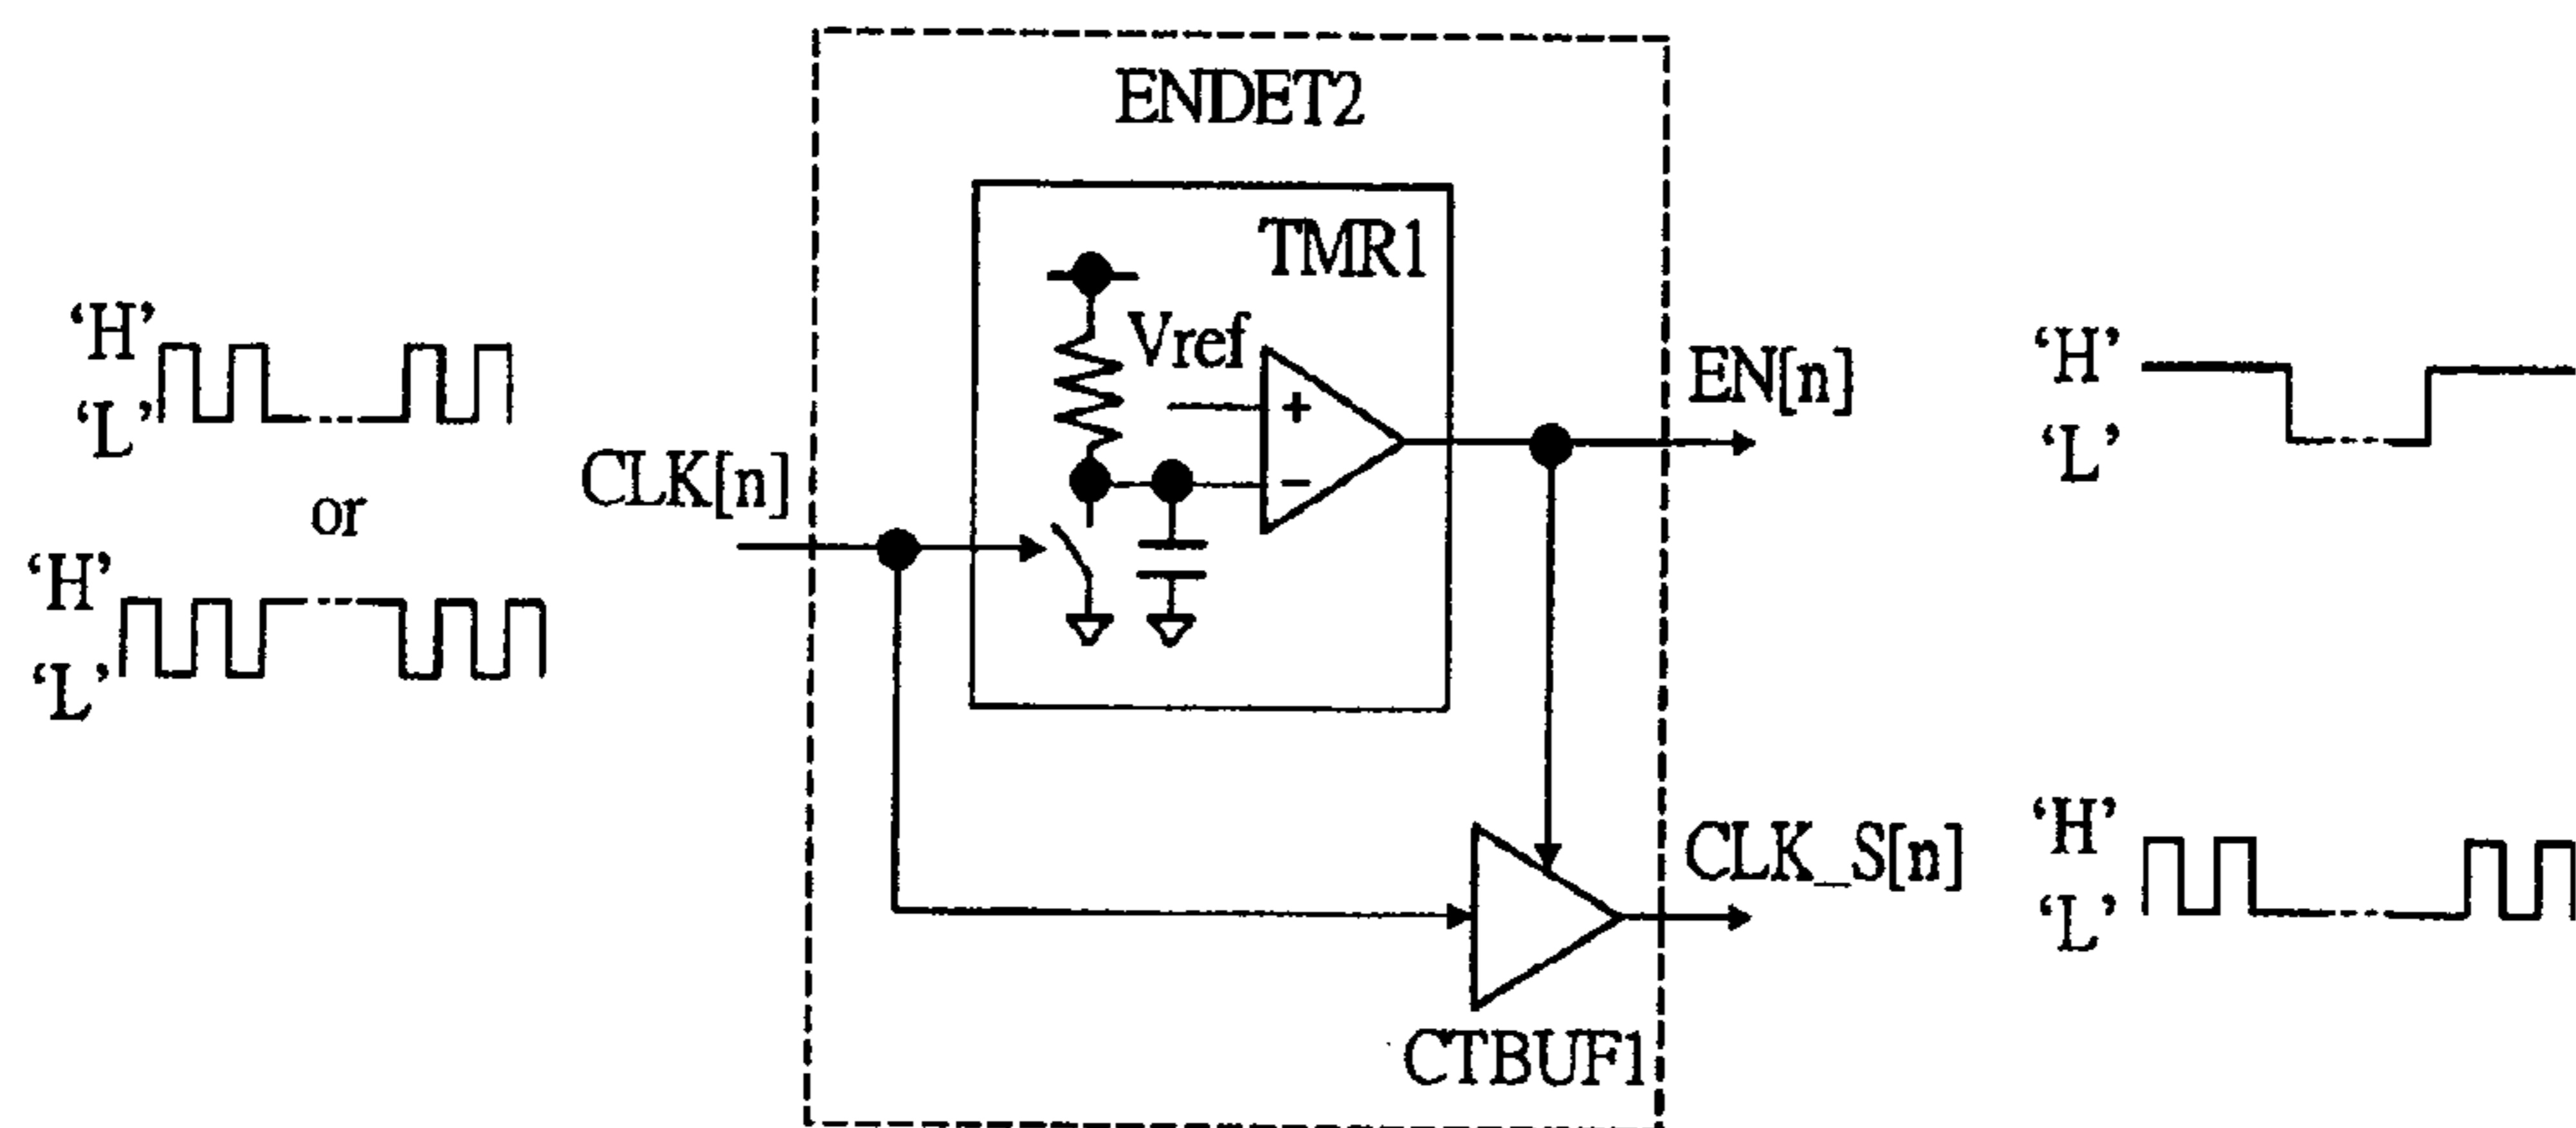 ENDET2
TMR1
Vref
+
−
‘H’
‘L’
or
‘H’
‘L’
CLK[n]
EN[n]
‘H’
‘L’
CLK_S[n]
‘H’
‘L’
CTBUF1